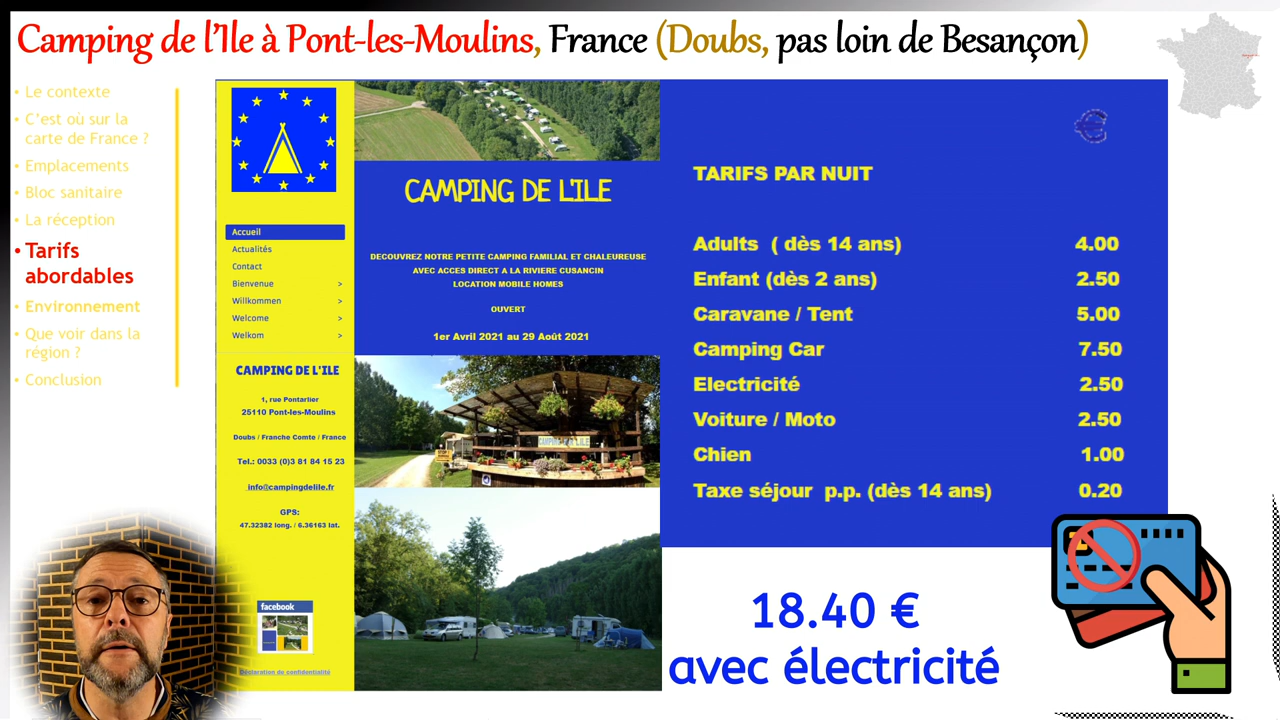 Camping de l'Ile à Pont-les-Moulins, France (Doubs, pas loin de Besançon)
• Le contexte
• C'est où sur la
carte de France ?
• Emplacements
• Bloc sanitaire
• La réception
• Tarifs
abordables
• Environnement
• Que voir dans la
région ?
• Conclusion
Accueil
Actualités
Contact
Bienvenue >
Willkommen >
Welcome >
Welkom >
CAMPING DE L'ILE
1, rue Pontarlier
25110 Pont-les-Moulins
Doubs / Franche Comte / France
Tel.: 0033 (0)3 81 84 15 23
info@campingdelile.fr
GPS:
47.32382 long. / 6.36163 lat.
facebook
Déclaration de confidentialité
CAMPING DE L'ILE
DECOUVREZ NOTRE PETITE CAMPING FAMILIAL ET CHALEUREUSE
AVEC ACCES DIRECT A LA RIVIERE CUSANCIN
LOCATION MOBILE HOMES
OUVERT
1er Avril 2021 au 29 Août 2021
CAMPING DE L'ILE
€
TARIFS PAR NUIT
Adults ( dès 14 ans) 4.00
Enfant (dès 2 ans) 2.50
Caravane / Tent 5.00
Camping Car 7.50
Electricité 2.50
Voiture / Moto 2.50
Chien 1.00
Taxe séjour p.p. (dès 14 ans) 0.20
18.40 €
avec électricité